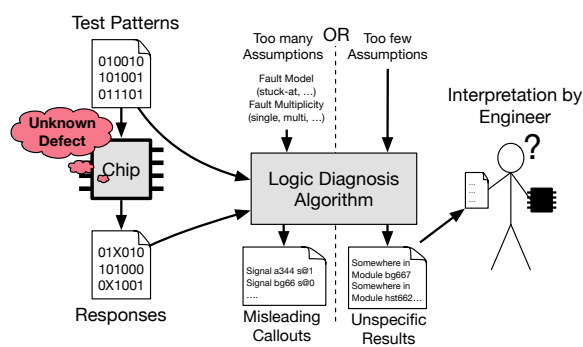 Test Patterns
010010
101001
011101
Unknown
Defect
Chip
01X010
101000
0X1001
Responses
Too many
Assumptions
OR
Too few
Assumptions
Fault Model
(stuck-at, ...)
Fault Multiplicity
(single, multi, ...)
Logic Diagnosis
Algorithm
Signal a344 s@1
Signal bg66 s@0
....
Misleading
Callouts
Somewhere in
Module bg667
Somewhere in
Module hst662...
Unspecific
Results
Interpretation by
Engineer
?
...
...